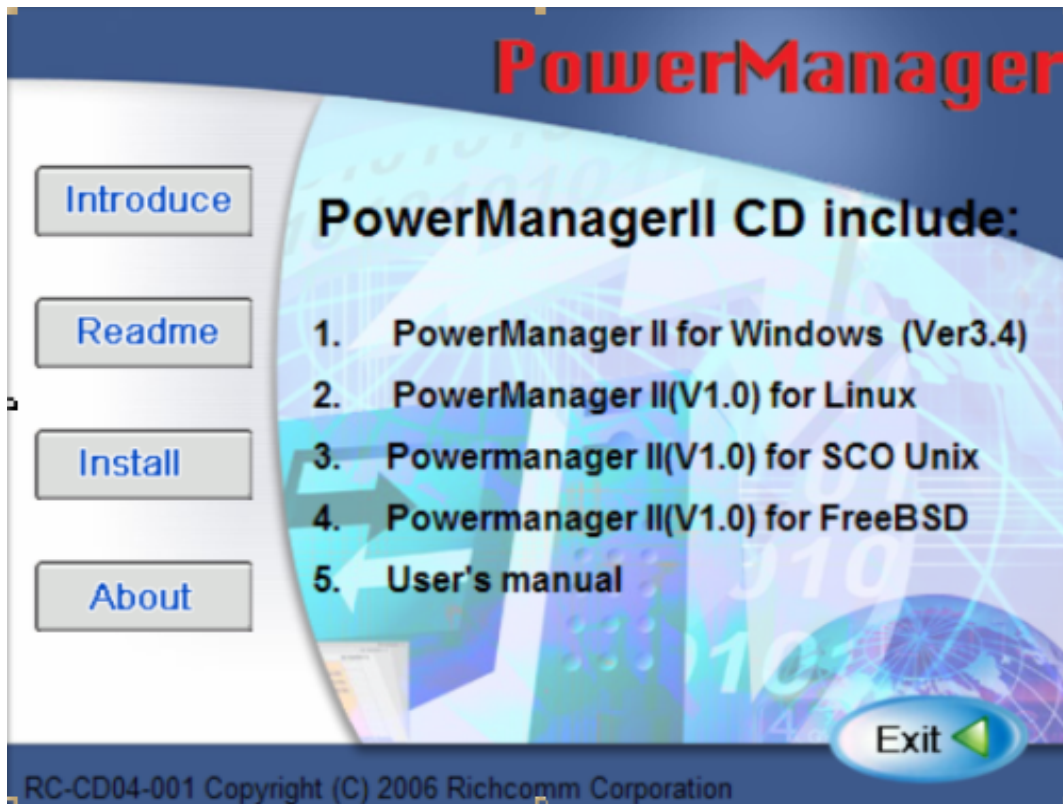 PowerManager
Introduce
Readme
Install
About
PowerManagerII CD include:
1. PowerManager II for Windows (Ver3.4)
2. PowerManager II(V1.0) for Linux
3. Powermanager II(V1.0) for SCO Unix
4. Powermanager II(V1.0) for FreeBSD
5. User's manual
Exit
RC-CD04-001 Copyright (C) 2006 Richcomm Corporation